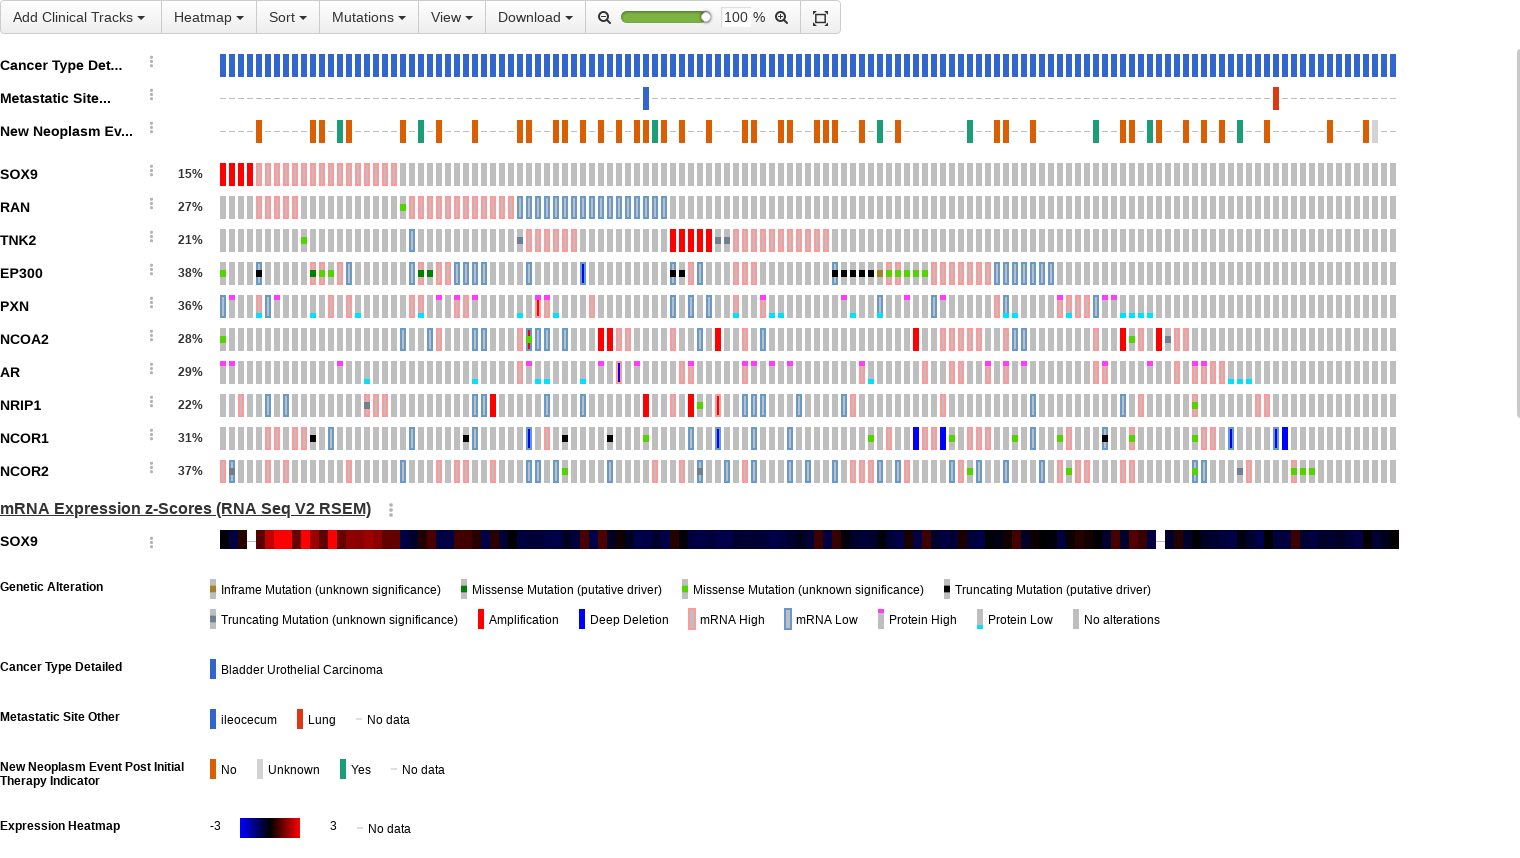 Add Clinical Tracks Heatmap Sort Mutations View Download 100 %
Cancer Type Det...
Metastatic Site...
New Neoplasm Ev...
SOX9 15%
RAN 27%
TNK2 21%
EP300 38%
PXN 36%
NCOA2 28%
AR 29%
NRIP1 22%
NCOR1 31%
NCOR2 37%
mRNA Expression z-Scores (RNA Seq V2 RSEM)
SOX9
Genetic Alteration Inframe Mutation (unknown significance) Missense Mutation (putative driver) Missense Mutation (unknown significance) Truncating Mutation (putative driver)
Truncating Mutation (unknown significance) Amplification Deep Deletion mRNA High mRNA Low Protein High Protein Low No alterations
Cancer Type Detailed Bladder Urothelial Carcinoma
Metastatic Site Other ileocecum Lung No data
New Neoplasm Event Post Initial No Unknown Yes No data
Therapy Indicator
Expression Heatmap -3 3 No data